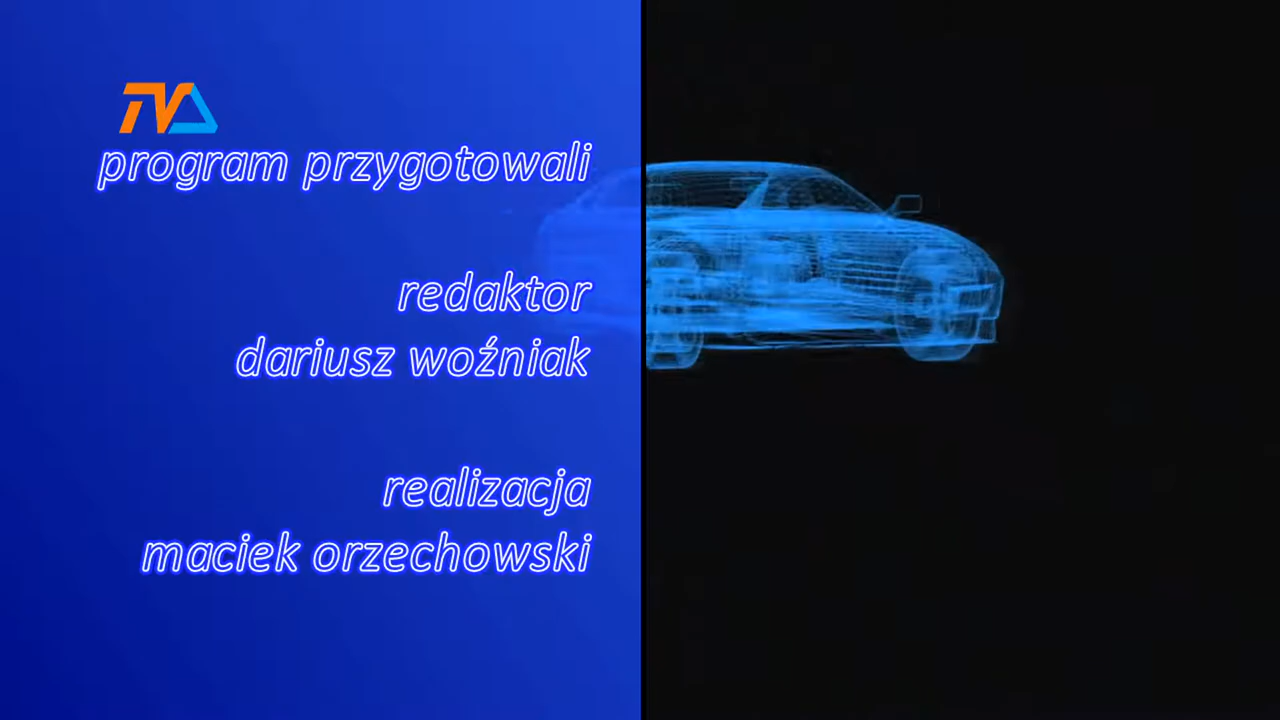 TVA
program przygotowali
redaktor
dariusz woźniak
realizacja
maciek orzechowski